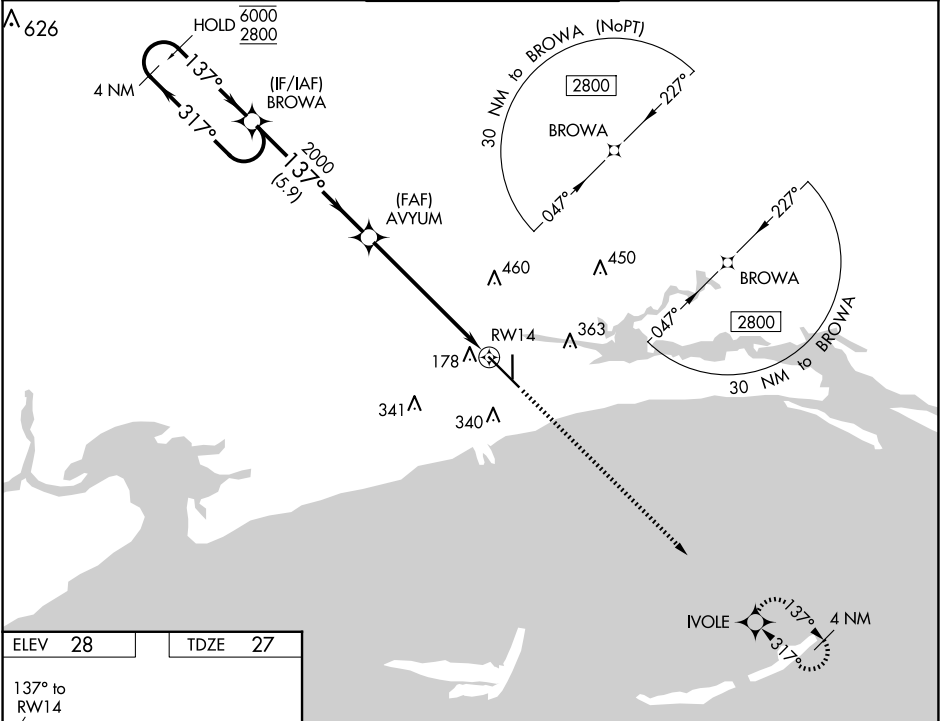 626
HOLD 6000
2800
4 NM
137°
317°
(IF/IAF)
BROWA
2000
137°
(5.9)
(FAF)
AVYUM
30 NM to BROWA (NoPT)
2800
227°
BROWA
047°
227°
BROWA
047°
2800
30 NM to BROWA
460
450
363
RW14
178
341
340
IVOLE
137°
4 NM
317°
ELEV 28
TDZE 27
137° to
RW14